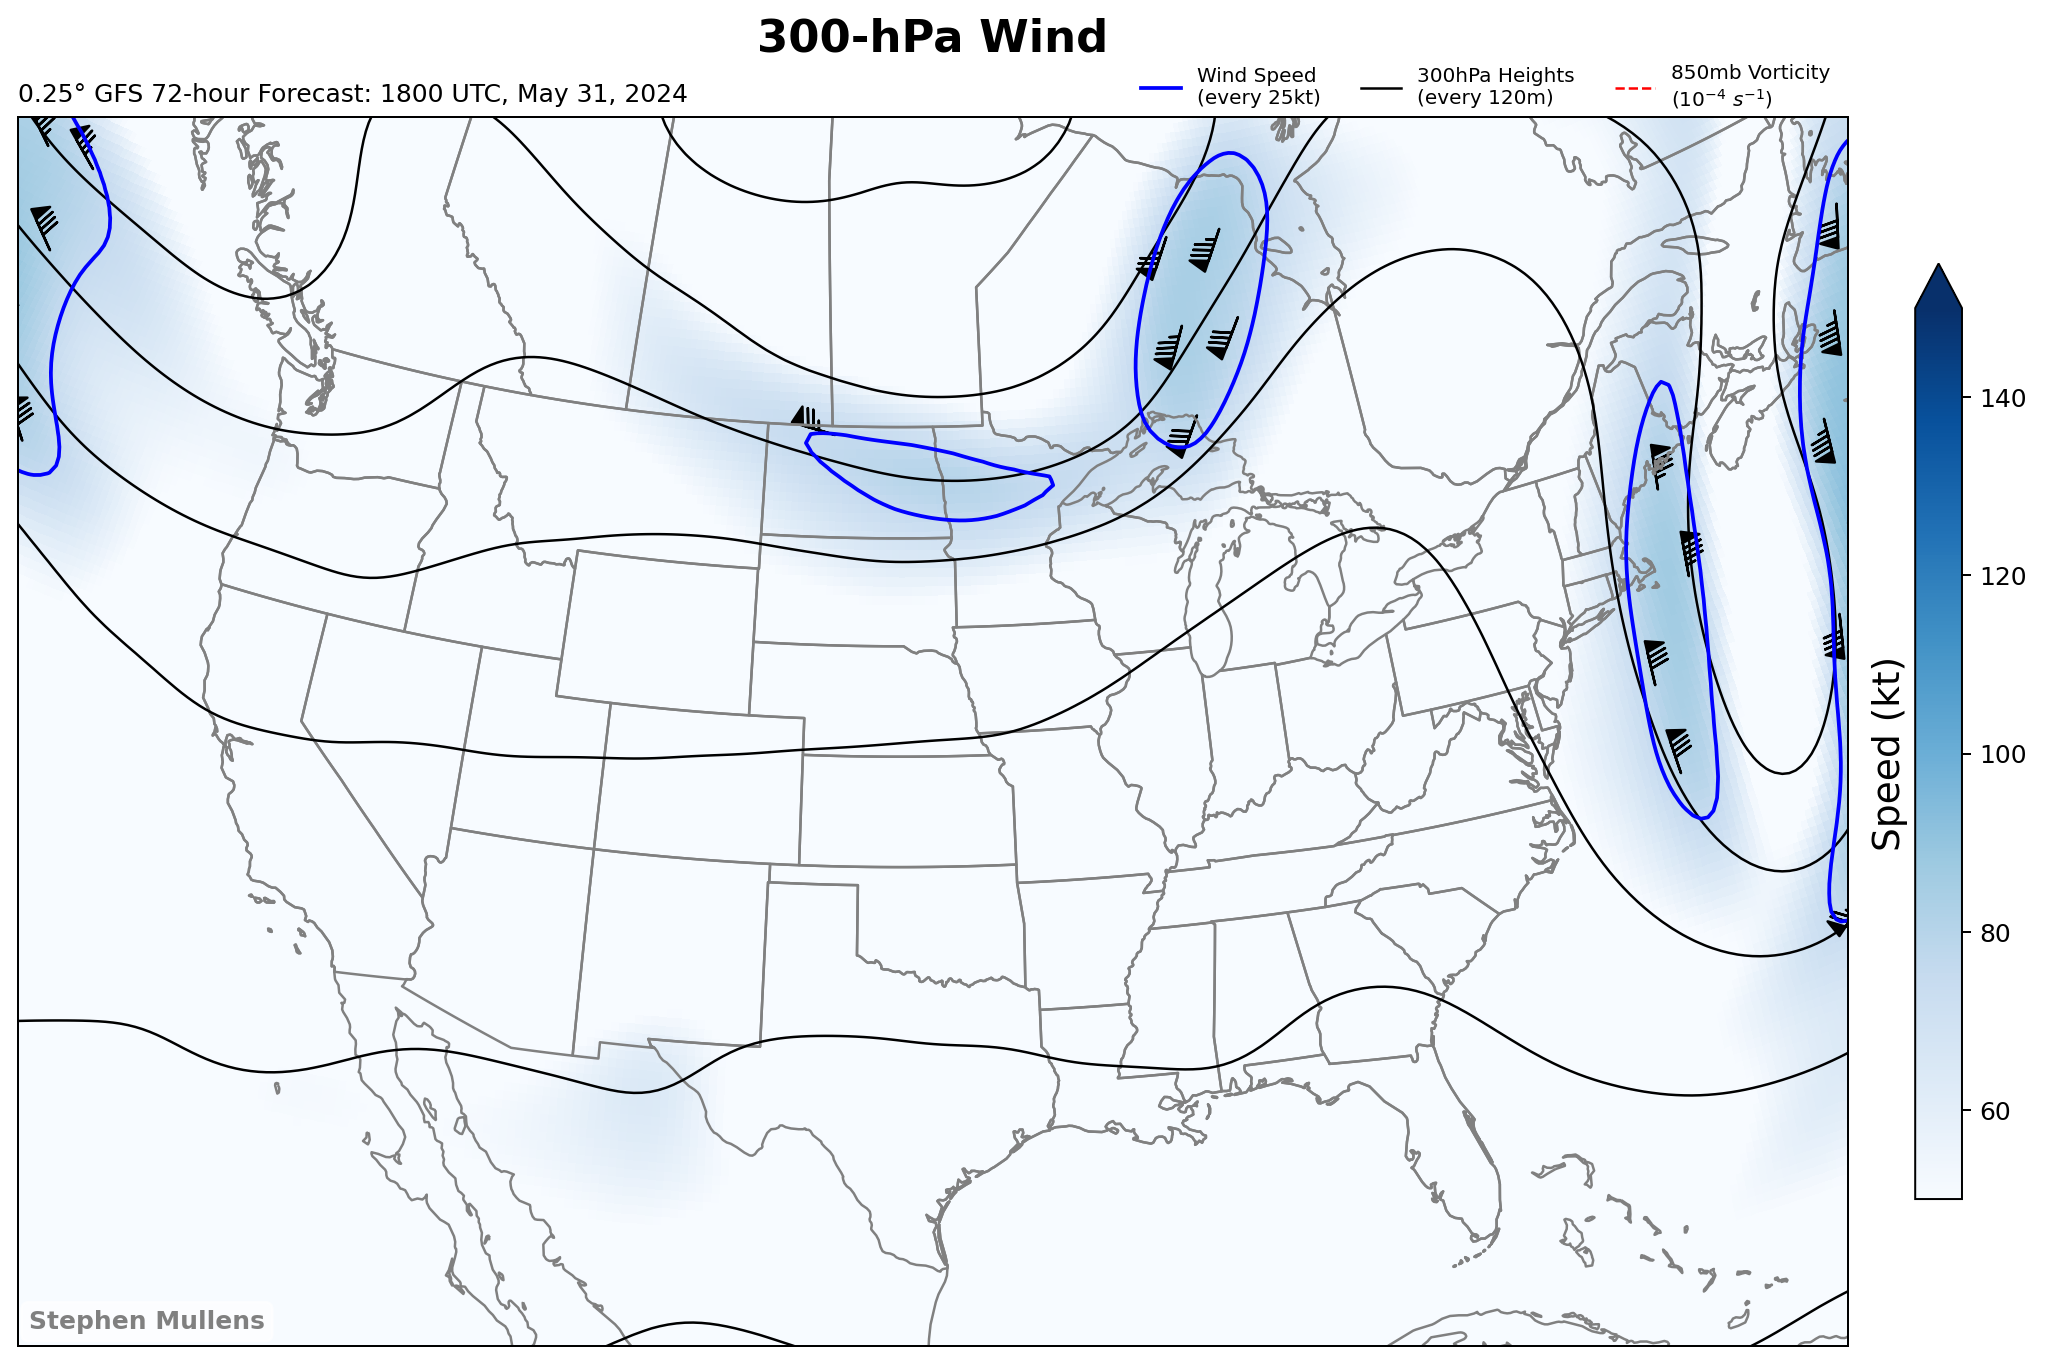 300-hPa Wind
0.25° GFS 72-hour Forecast: 1800 UTC, May 31, 2024
Wind Speed
(every 25kt)
300hPa Heights
(every 120m)
850mb Vorticity
(10⁻⁴ s⁻¹)
140
120
100
80
60
Speed (kt)
Stephen Mullens